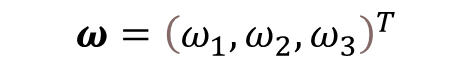 𝝎 = (ω₁, ω₂, ω₃)ᵀ